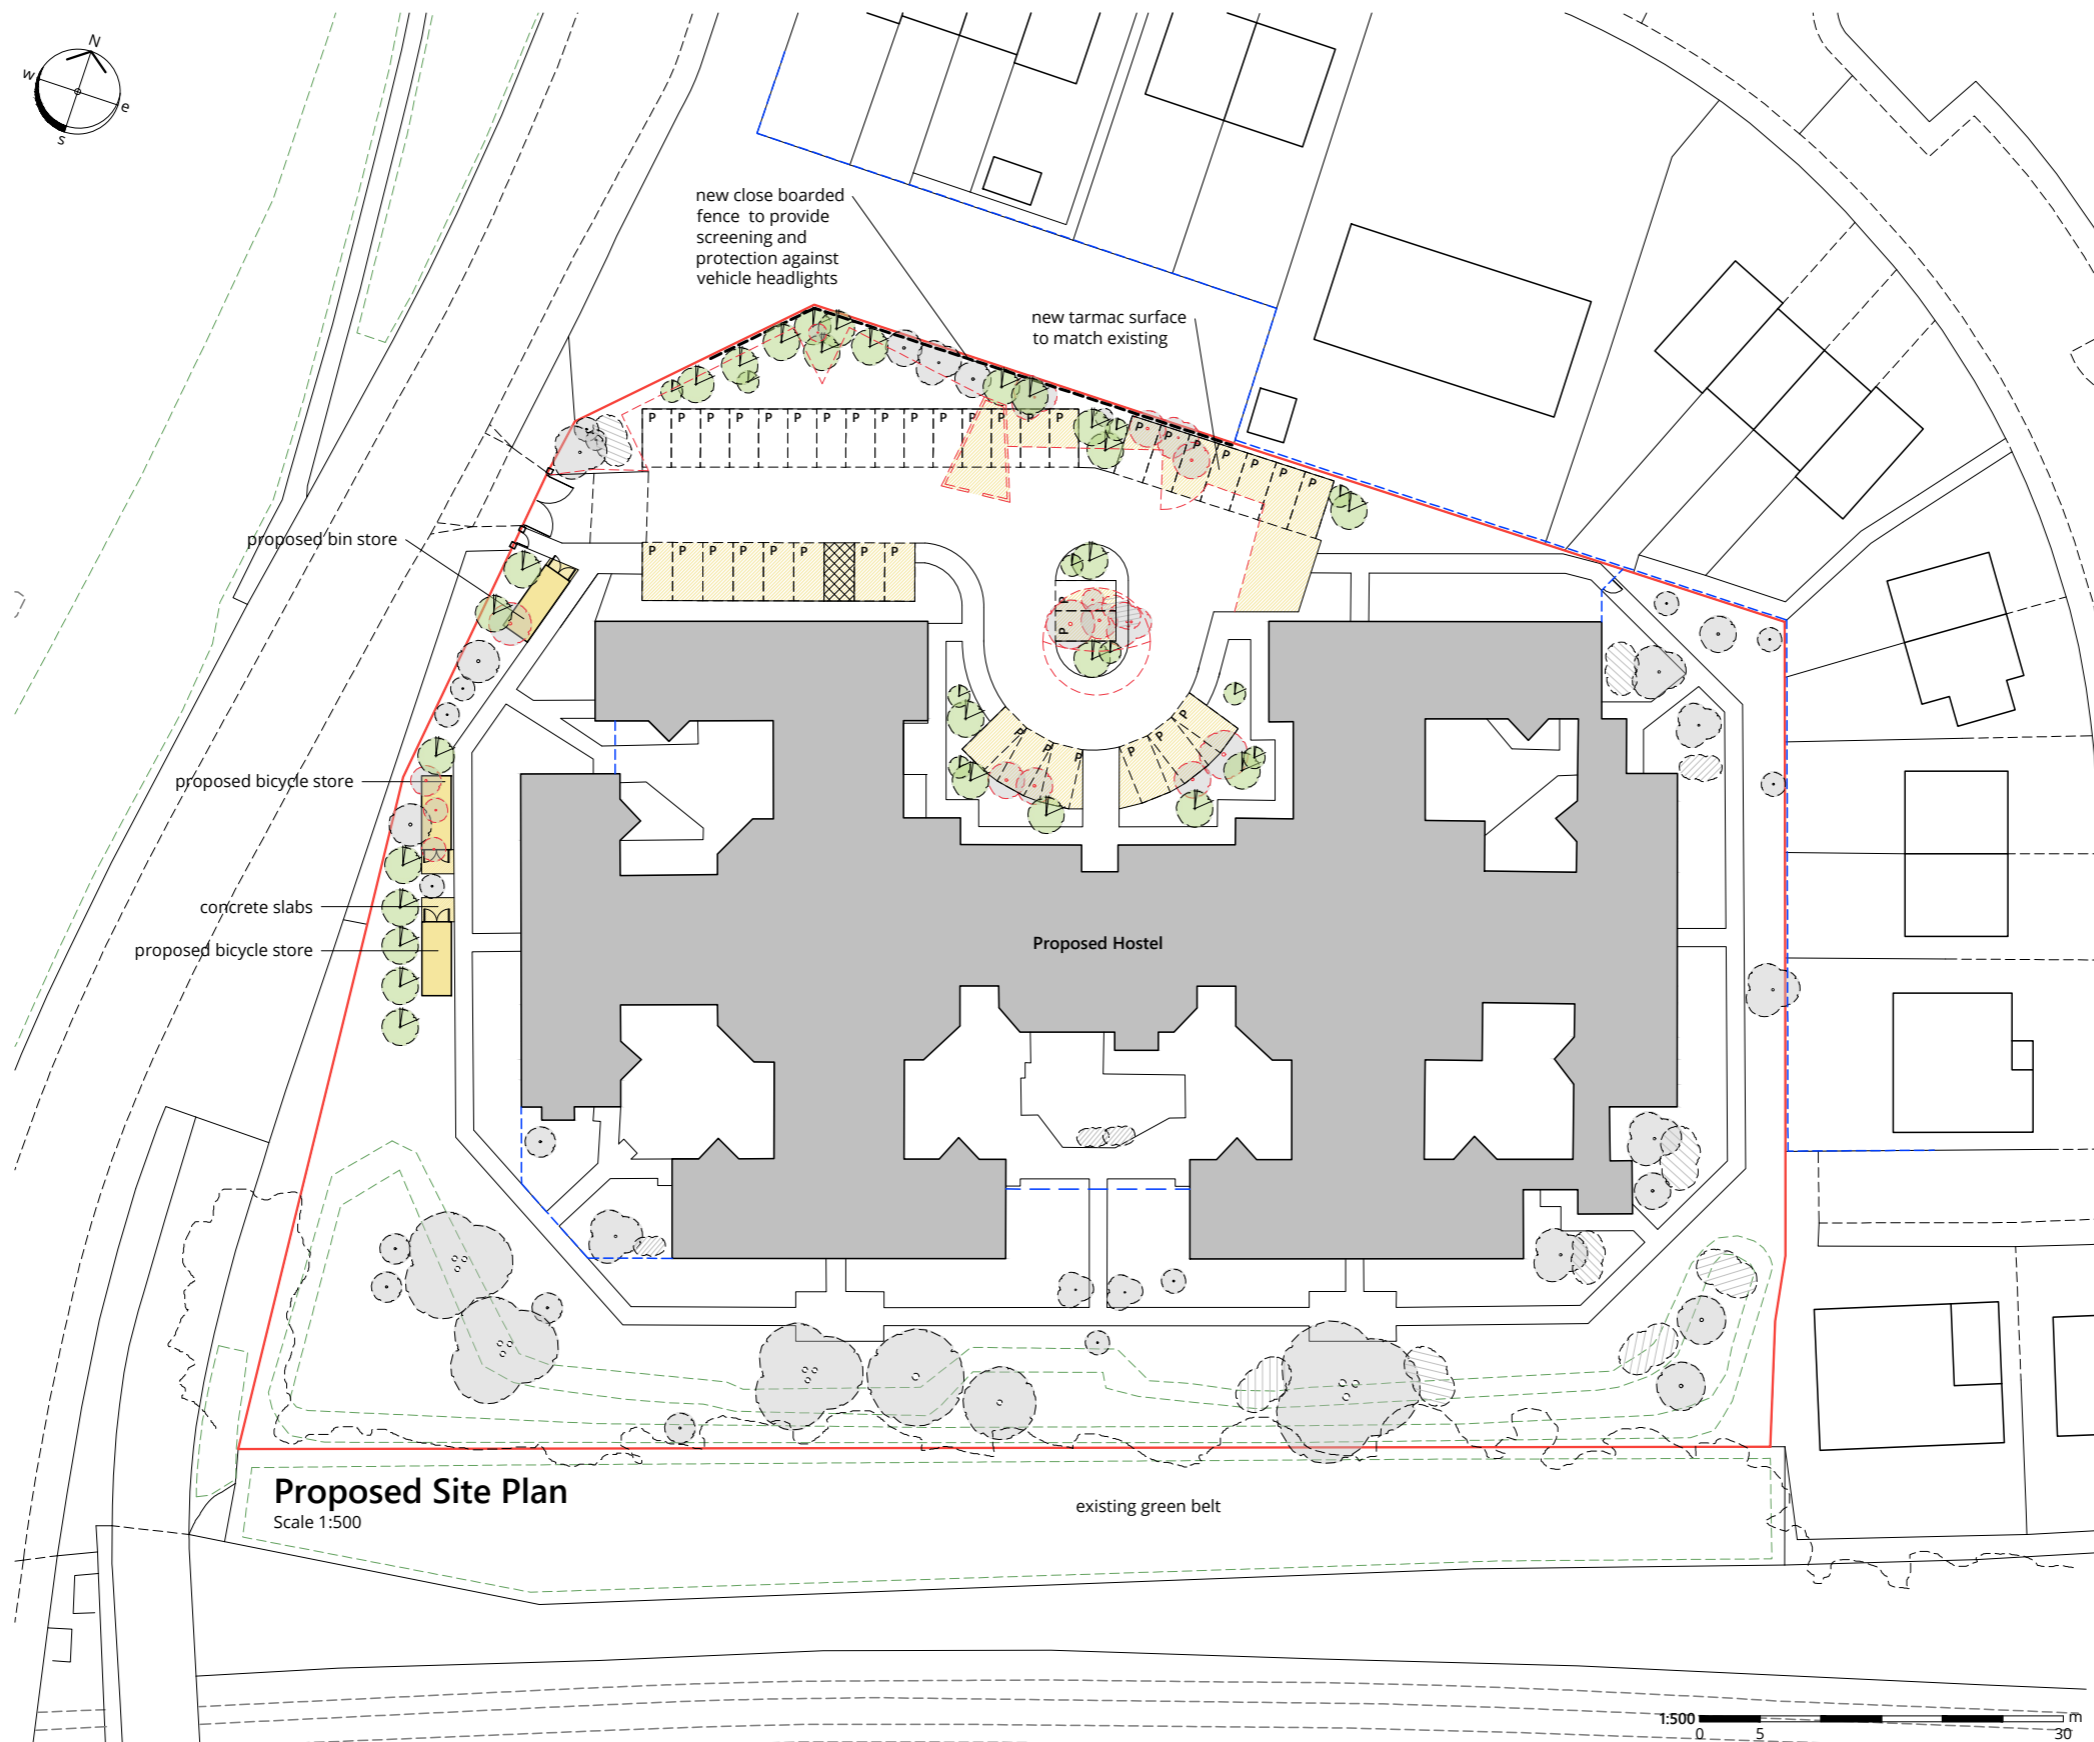 N
w
e
s
new close boarded
fence to provide
screening and
protection against
vehicle headlights
new tarmac surface
to match existing
P P P P P P P P P P P P P P P
P P P P P P P
proposed bin store
P P P P P P P P
P
P
P P P
P P P
proposed bicycle store
concrete slabs
proposed bicycle store
Proposed Hostel
Proposed Site Plan
Scale 1:500
existing green belt
1:500
m
0 5 30